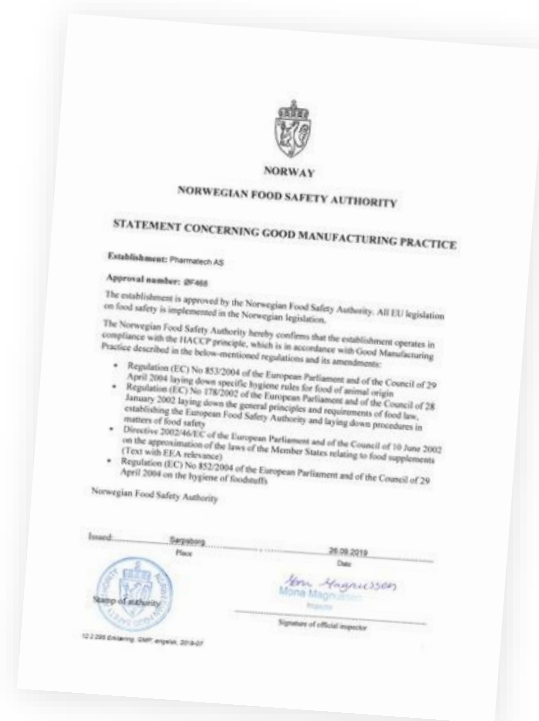 NORWAY
NORWEGIAN FOOD SAFETY AUTHORITY
STATEMENT CONCERNING GOOD MANUFACTURING PRACTICE
Establishment: Pharmatech AS
Approval number: ØF466
The establishment is approved by the Norwegian Food Safety Authority. All EU legislation
on food safety is implemented in the Norwegian legislation.
The Norwegian Food Safety Authority hereby confirms that the establishment operates in
compliance with the HACCP principle, which is in accordance with Good Manufacturing
Practice described in the below-mentioned regulations and its amendments:
• Regulation (EC) No 853/2004 of the European Parliament and of the Council of 29
April 2004 laying down specific hygiene rules for food of animal origin
• Regulation (EC) No 178/2002 of the European Parliament and of the Council of 28
January 2002 laying down the general principles and requirements of food law,
establishing the European Food Safety Authority and laying down procedures in
matters of food safety
• Directive 2002/46/EC of the European Parliament and of the Council of 10 June 2002
on the approximation of the laws of the Member States relating to food supplements
(Text with EEA relevance)
• Regulation (EC) No 852/2004 of the European Parliament and of the Council of 29
April 2004 on the hygiene of foodstuffs
Norwegian Food Safety Authority
Issued: Sarpsborg 26.09.2019
Place Date
Mona Magnussen
Mona Magnussen
Inspector
Stamp of authority
Signature of official inspector